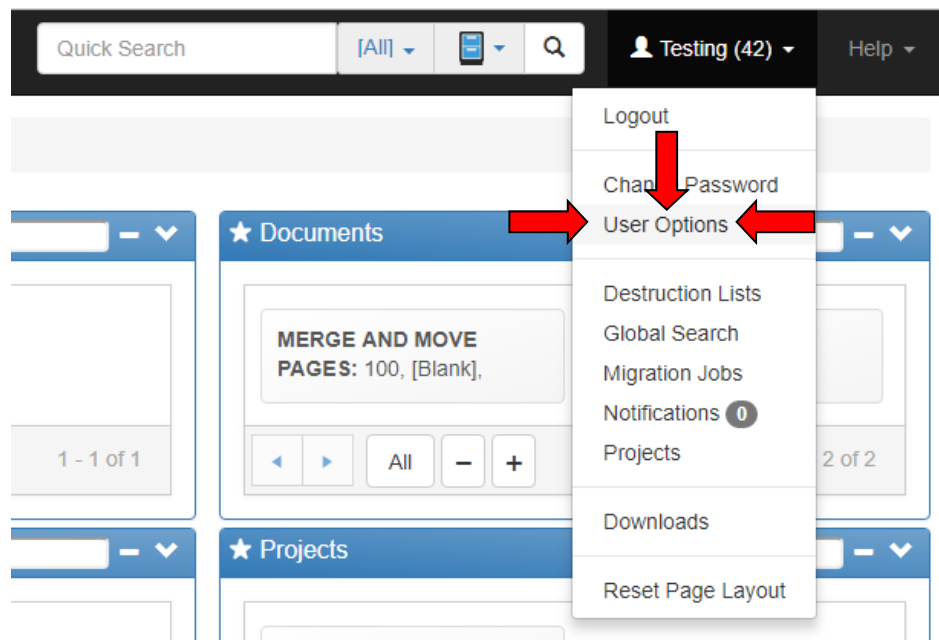 Quick Search [All] Testing (42) Help
Logout
Change Password
User Options
Documents
Destruction Lists
MERGE AND MOVE
Global Search
PAGES: 100, [Blank],
Migration Jobs
Notifications 0
1 - 1 of 1
All
Projects
2 of 2
Downloads
Projects
Reset Page Layout